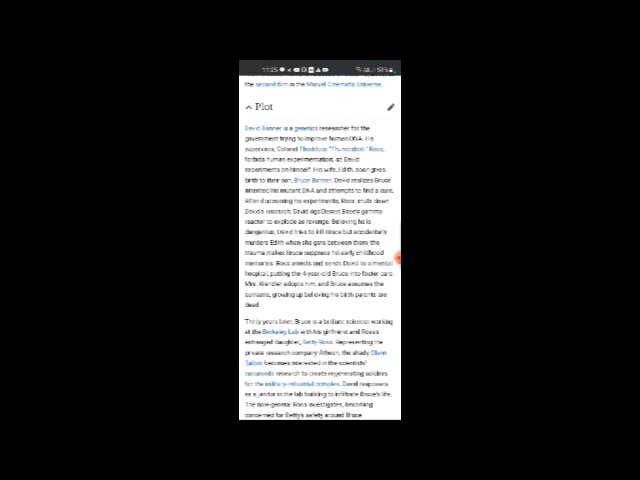 11:25
the second film in the Marvel Cinematic Universe.
Plot
David Banner is a genetics researcher for the
government trying to improve human DNA. His
supervisor, Colonel Thaddeus "Thunderbolt" Ross,
forbids human experimentation, so David
experiments on himself. His wife, Edith, soon gives
birth to their son, Bruce Banner. David realizes Bruce
inherited his mutant DNA and attempts to find a cure.
After discovering his experiments, Ross shuts down
David's research; David rigs Desert Base's gamma
reactor to explode as revenge. Believing he is
dangerous, David tries to kill Bruce but accidentally
murders Edith when she gets between them; the
trauma makes Bruce suppress his early childhood
memories. Ross arrests and sends David to a mental
hospital, putting the 4-year-old Bruce into foster care.
Mrs. Krenzler adopts him, and Bruce assumes the
surname, growing up believing his birth parents are
dead.
Thirty years later, Bruce is a brilliant scientist working
at the Berkeley Lab with his girlfriend and Ross's
estranged daughter, Betty Ross. Representing the
private research company Atheon, the shady Glenn
Talbot becomes interested in the scientists'
nanomeds research to create regenerating soldiers
for the military-industrial complex. David reappears
as a janitor in the lab building to infiltrate Bruce's life.
The now-general Ross investigates, becoming
concerned for Betty's safety around Bruce